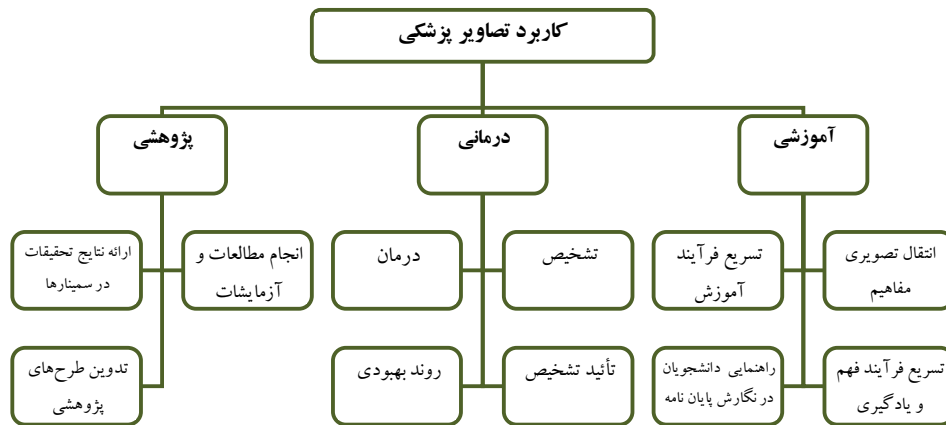 کاربرد تصاویر پزشکی
آموزشی
درمانی
پژوهشی
انتقال تصویری
مفاهیم
تسریع فرآیند
آموزش
تشخیص
درمان
انجام مطالعات و
آزمایشات
ارائه نتایج تحقیقات
در سمینارها
تسریع فرآیند فهم
و یادگیری
راهنمایی دانشجویان
در نگارش پایان نامه
تأئید تشخیص
روند بهبودی
تدوین طرح‌های
پژوهشی